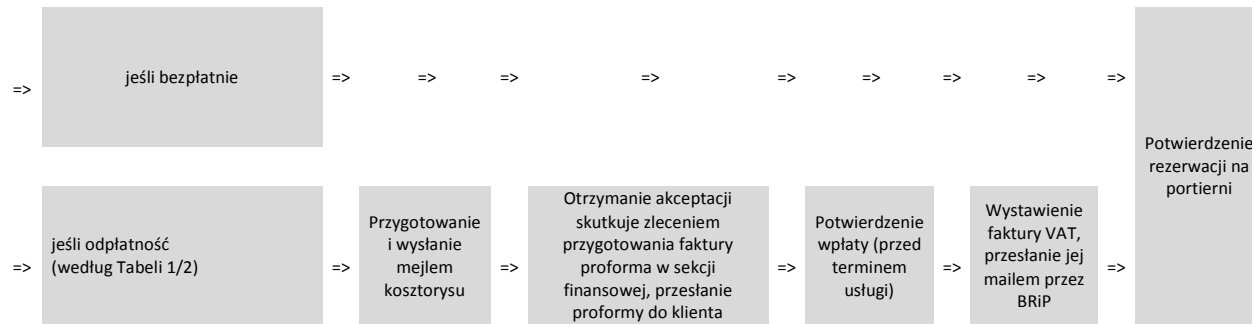 => jeśli bezpłatnie => => => => => => => =>
Potwierdzenie
rezerwacji na
portierni
=>
jeśli odpłatność
(według Tabeli 1/2)
=>
Przygotowanie
i wysłanie
mejlem
kosztorysu
=>
Otrzymanie akceptacji
skutkuje zleceniem
przygotowania faktury
proforma w sekcji
finansowej, przesłanie
proformy do klienta
=>
Potwierdzenie
wpłaty (przed
terminem
usługi)
=>
Wystawienie
faktury VAT,
przesłanie jej
mailem przez
BRiP
=>